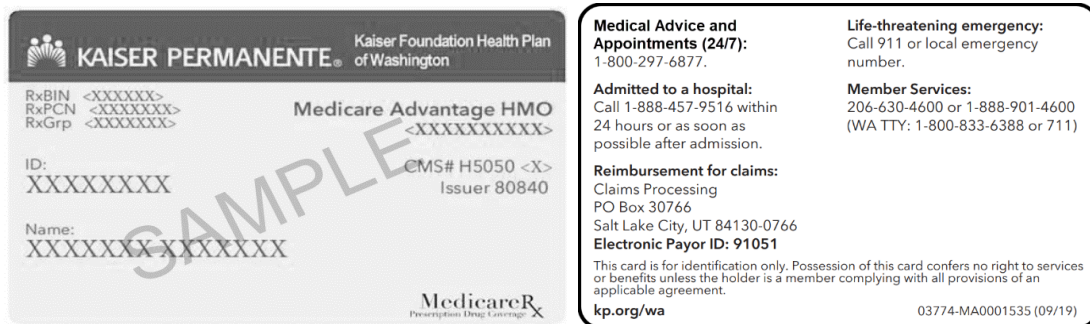 KAISER PERMANENTE®
Kaiser Foundation Health Plan
of Washington
RxBIN <XXXXXX>
RxPCN <XXXXXXX>
RxGrp <XXXXXXX>
Medicare Advantage HMO
<XXXXXXXXXX>
ID:
XXXXXXXX
CMS# H5050 <X>
Issuer 80840
SAMPLE
Name:
XXXXXXX XXXXXXX
MedicareRx
Prescription Drug Coverage
Medical Advice and
Appointments (24/7):
1-800-297-6877.
Admitted to a hospital:
Call 1-888-457-9516 within
24 hours or as soon as
possible after admission.
Reimbursement for claims:
Claims Processing
PO Box 30766
Salt Lake City, UT 84130-0766
Electronic Payor ID: 91051
Life-threatening emergency:
Call 911 or local emergency
number.
Member Services:
206-630-4600 or 1-888-901-4600
(WA TTY: 1-800-833-6388 or 711)
This card is for identification only. Possession of this card confers no right to services
or benefits unless the holder is a member complying with all provisions of an
applicable agreement.
kp.org/wa
03774-MA0001535 (09/19)